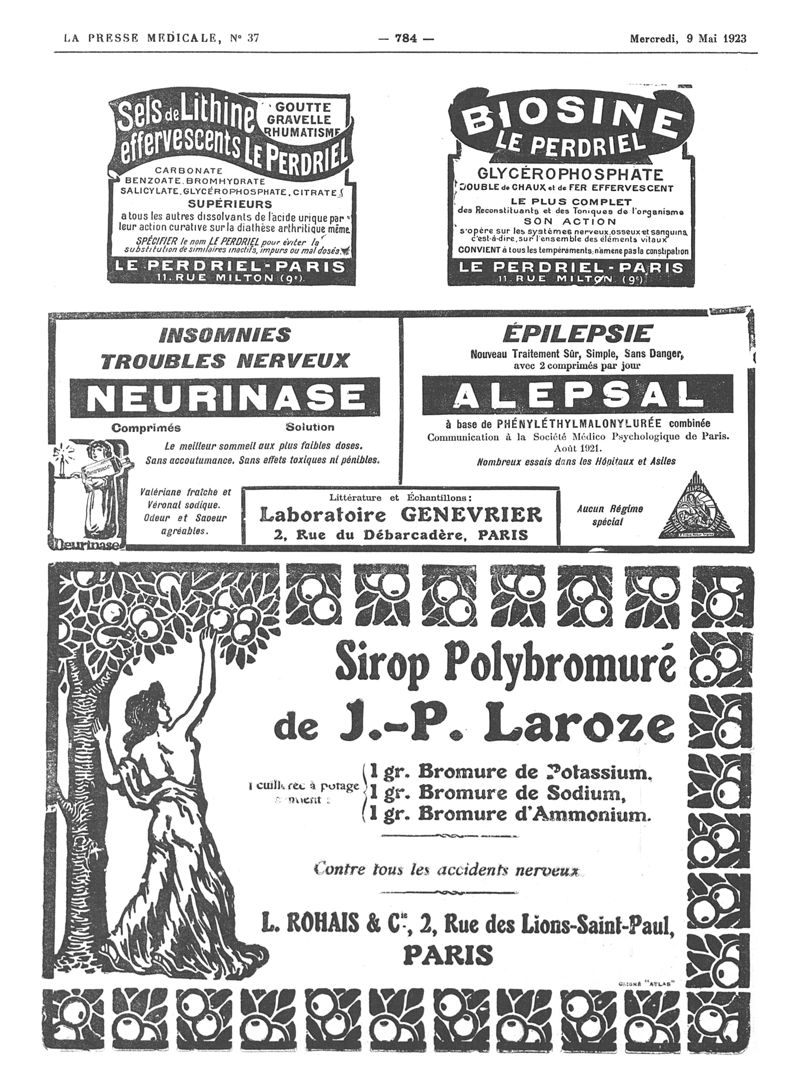 LA PRESSE MEDICALE, N° 37
— 784 —
Mercredi, 9 Mai 1923
Sels de Lithine
effervescents LE PERDRIEL
GOUTTE
GRAVELLE
RHUMATISME
CARBONATE
BENZOATE, BROMHYDRATE
SALICYLATE, GLYCÉROPHOSPHATE, CITRATE
SUPÉRIEURS
a tous les autres dissolvants de l'acide urique par
leur action curative sur la diathèse arthritique même
SPÉCIFIER le nom LE PERDRIEL pour éviter la
substitution de similaires inactifs, impurs ou mal dosés.
LE PERDRIEL-PARIS
11. RUE MILTON (9e).
BIOSINE
LE PERDRIEL
GLYCÉROPHOSPHATE
DOUBLE de CHAUX et de FER EFFERVESCENT
LE PLUS COMPLET
des Reconstituants et des Toniques de l'organisme
SON ACTION
s'opère sur les systèmes nerveux, osseux et sanguins
c'est-à-dire, sur l'ensemble des éléments vitaux
CONVIENT à tous les tempéraments, n'amène pas la constipation
LE PERDRIEL-PARIS
11. RUE MILTON (9e)
INSOMNIES
TROUBLES NERVEUX
NEURINASE
Comprimés Solution
Le meilleur sommeil aux plus faibles doses.
Sans accoutumance. Sans effets toxiques ni pénibles.
Valériane fraîche et
Véronal sodique.
Odeur et Saveur
agréables.
Neurinase
ÉPILEPSIE
Nouveau Traitement Sûr, Simple, Sans Danger,
avec 2 comprimés par jour
ALEPSAL
à base de PHÉNYLÉTHYLMALONYLURÉE combinée
Communication à la Société Médico Psychologique de Paris.
Août 1921.
Nombreux essais dans les Hôpitaux et Asiles
Aucun Régime
spécial
Littérature et Échantillons :
Laboratoire GENEVRIER
2, Rue du Débarcadère, PARIS
Sirop Polybromuré
de J.-P. Laroze
à potage
1 gr. Bromure de Potassium,
1 gr. Bromure de Sodium,
1 gr. Bromure d'Ammonium.
Contre tous les accidents nerveux
L. ROHAIS & Cie, 2, Rue des Lions-Saint-Paul,
PARIS
"ATLAS"